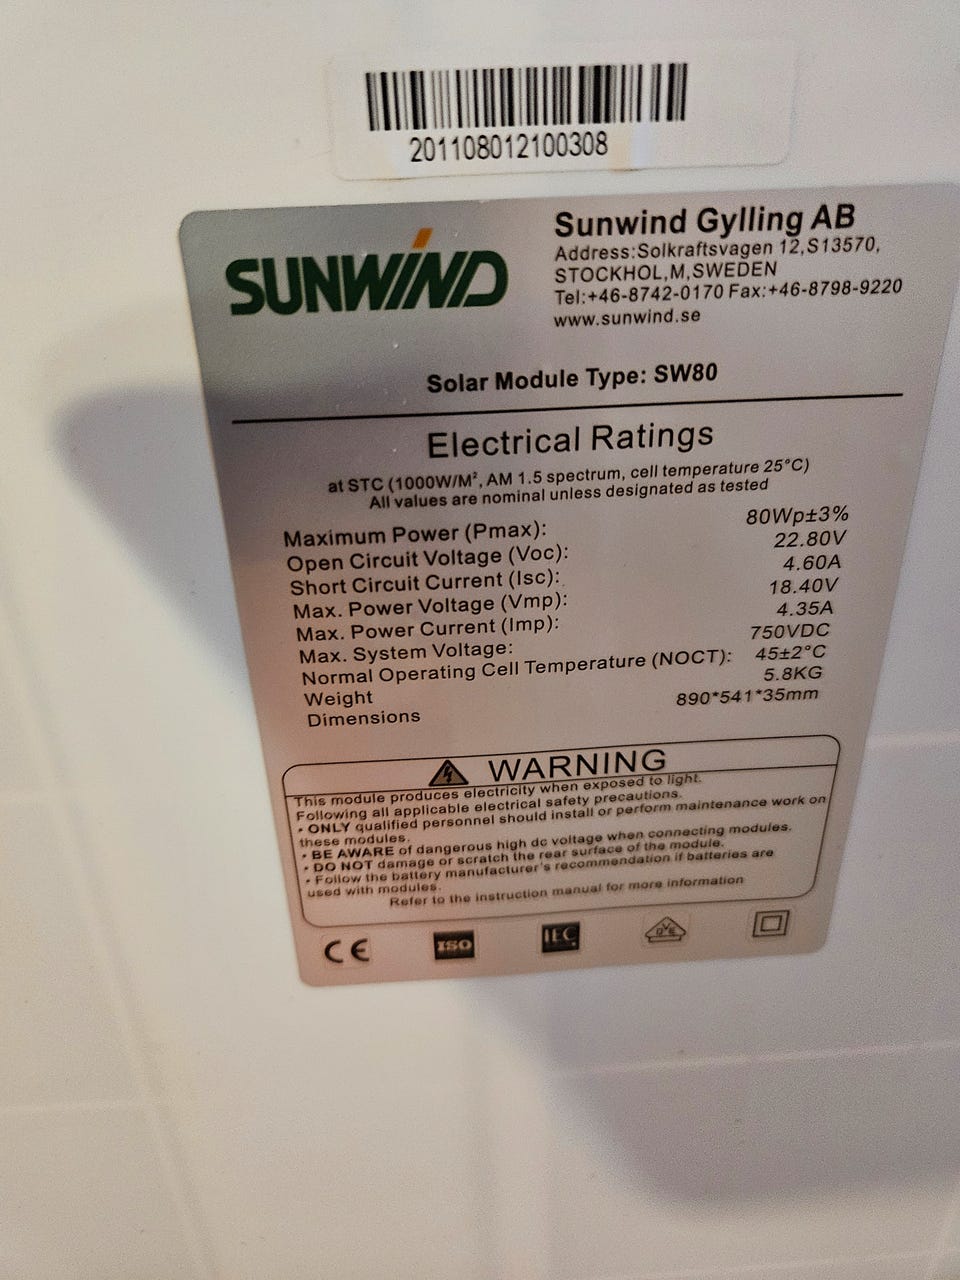 201108012100308
SUNWIND
Sunwind Gylling AB
Address:Solkraftsvagen 12,S13570,
STOCKHOL,M,SWEDEN
Tel:+46-8742-0170 Fax:+46-8798-9220
www.sunwind.se
Solar Module Type: SW80
Electrical Ratings
at STC (1000W/M², AM 1.5 spectrum, cell temperature 25°C)
All values are nominal unless designated as tested
Maximum Power (Pmax): 80Wp±3%
Open Circuit Voltage (Voc): 22.80V
Short Circuit Current (Isc): 4.60A
Max. Power Voltage (Vmp): 18.40V
Max. Power Current (Imp): 4.35A
Max. System Voltage: 750VDC
Normal Operating Cell Temperature (NOCT): 45±2°C
Weight 5.8KG
Dimensions 890*541*35mm
WARNING
This module produces electricity when exposed to light.
Following all applicable electrical safety precautions.
• ONLY qualified personnel should install or perform maintenance work on
these modules.
• BE AWARE of dangerous high dc voltage when connecting modules.
• DO NOT damage or scratch the rear surface of the module.
• Follow the battery manufacturer's recommendation if batteries are
used with modules.
Refer to the instruction manual for more information
CE ISO IEC DVE